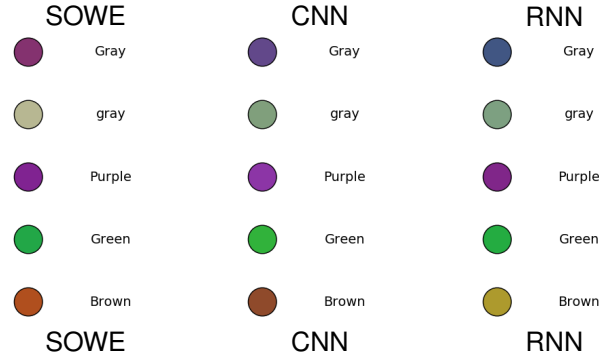 SOWE CNN RNN
Gray Gray Gray
gray gray gray
Purple Purple Purple
Green Green Green
Brown Brown Brown
SOWE CNN RNN